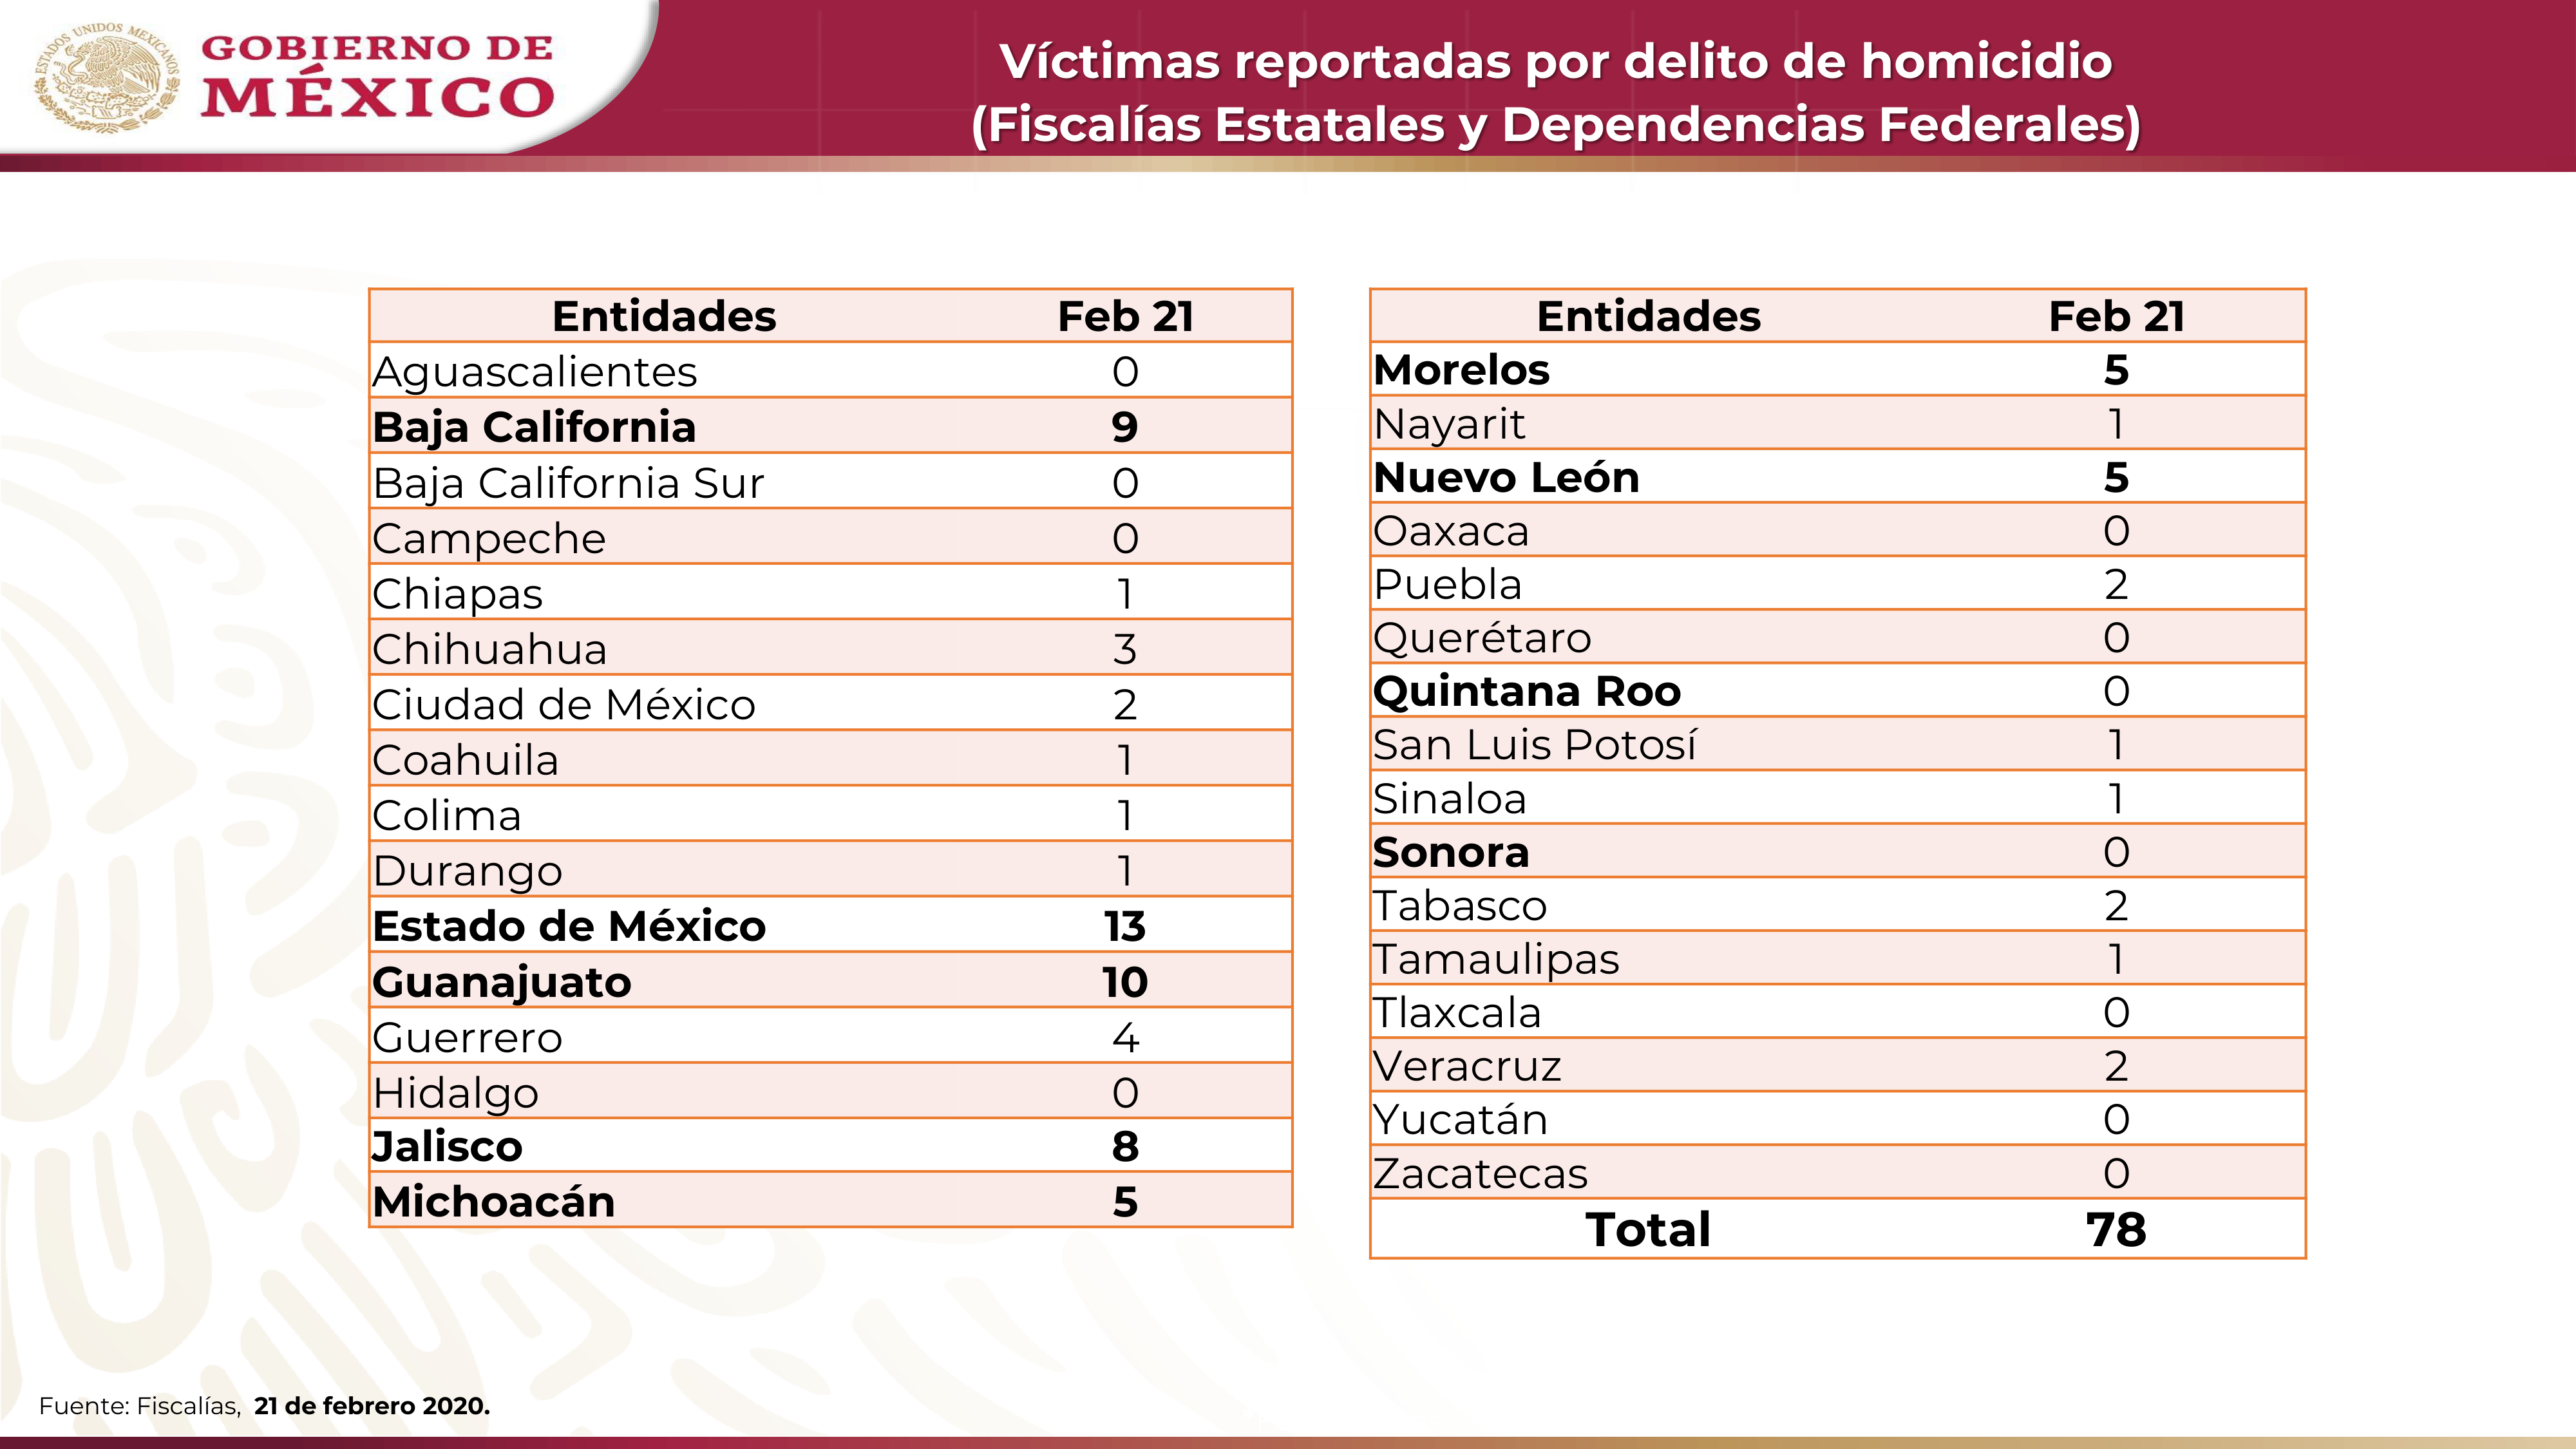 ESTADOS UNIDOS MEXICANOS
GOBIERNO DE
MÉXICO
Víctimas reportadas por delito de homicidio
(Fiscalías Estatales y Dependencias Federales)
Entidades Feb 21
Aguascalientes 0
Baja California 9
Baja California Sur 0
Campeche 0
Chiapas 1
Chihuahua 3
Ciudad de México 2
Coahuila 1
Colima 1
Durango 1
Estado de México 13
Guanajuato 10
Guerrero 4
Hidalgo 0
Jalisco 8
Michoacán 5
Entidades Feb 21
Morelos 5
Nayarit 1
Nuevo León 5
Oaxaca 0
Puebla 2
Querétaro 0
Quintana Roo 0
San Luis Potosí 1
Sinaloa 1
Sonora 0
Tabasco 2
Tamaulipas 1
Tlaxcala 0
Veracruz 2
Yucatán 0
Zacatecas 0
Total 78
Fuente: Fiscalías, 21 de febrero 2020.